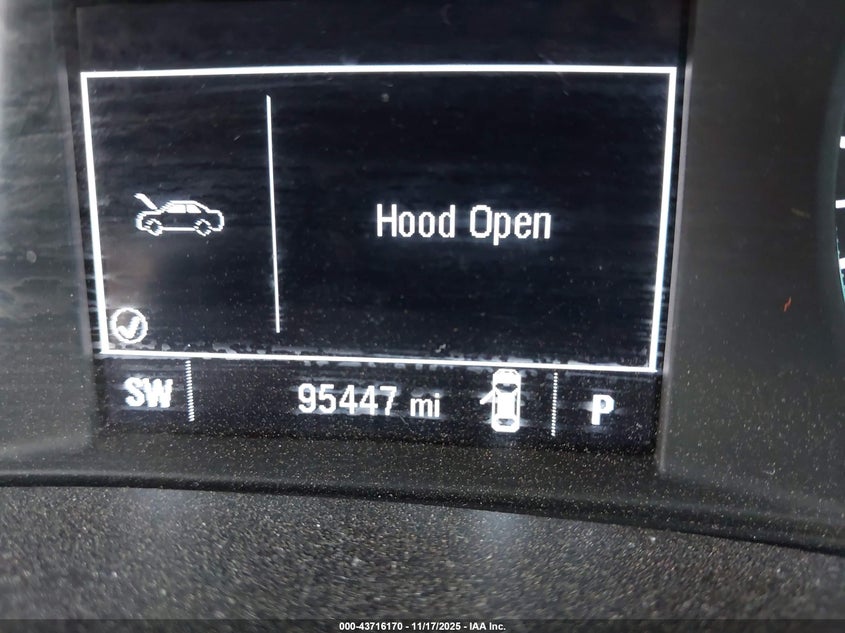 Hood Open
SW 95447 mi P
000-43716170 - 11/17/2025 - IAA Inc.